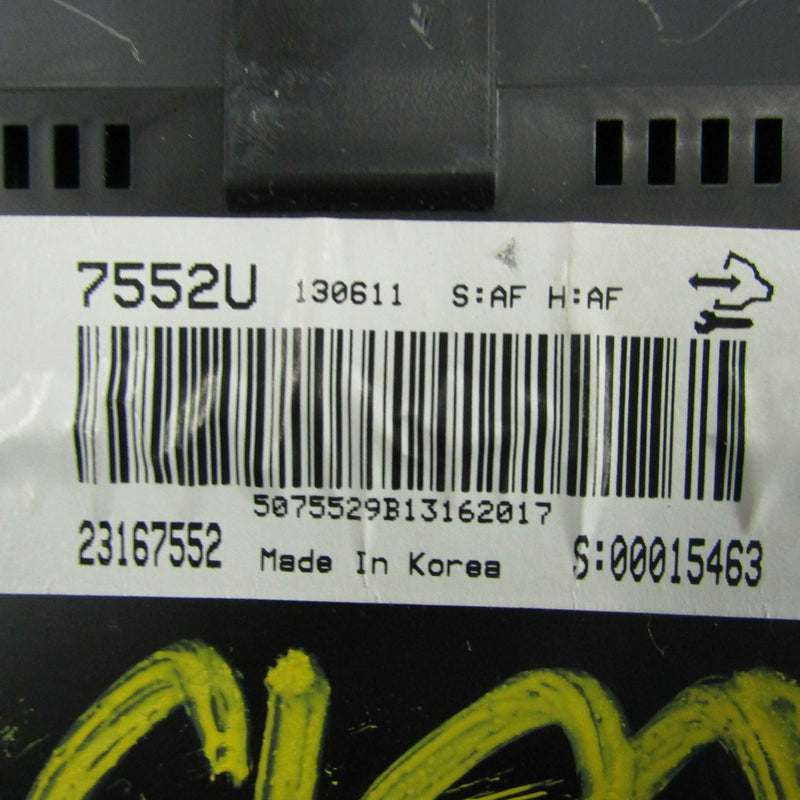 7552U 130611 S:AF H:AF
5075529B13162017
23167552 Made In Korea S:00015463